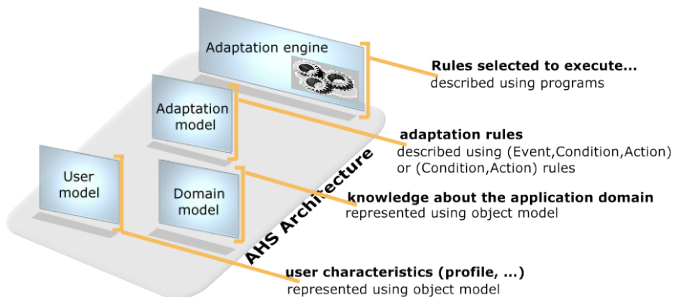 Adaptation engine
Rules selected to execute...
described using programs
Adaptation
model
adaptation rules
described using (Event,Condition,Action)
or (Condition,Action) rules
User
model
Domain
model
knowledge about the application domain
represented using object model
AHS Architecture
user characteristics (profile, ...)
represented using object model